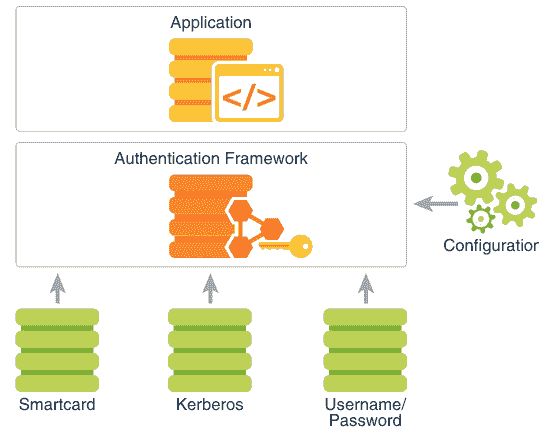 Application
</>
Authentication Framework
Configuration
Smartcard
Kerberos
Username/
Password